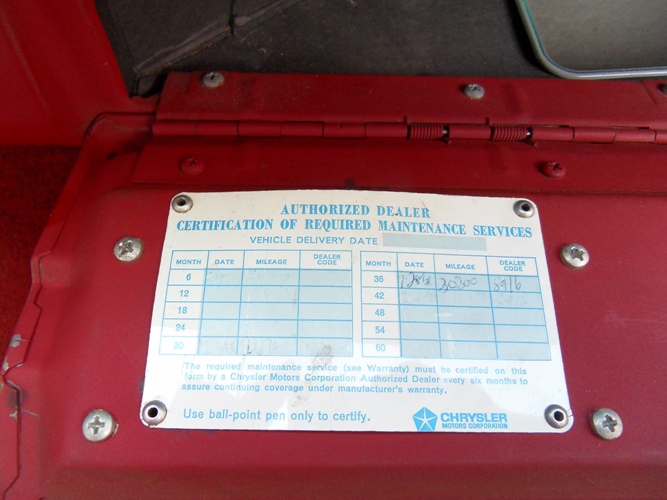 AUTHORIZED DEALER
CERTIFICATION OF REQUIRED MAINTENANCE SERVICES
VEHICLE DELIVERY DATE
MONTH DATE MILEAGE DEALER CODE MONTH DATE MILEAGE DEALER CODE
6 36 30300
12 42
18 48
24 54
30 60
The required maintenance service (see Warranty) must be certified on this
form by a Chrysler Motors Corporation Authorized Dealer every six months to
assure continuing coverage under manufacturer's warranty.
Use ball-point pen only to certify. CHRYSLER
MOTORS CORPORATION